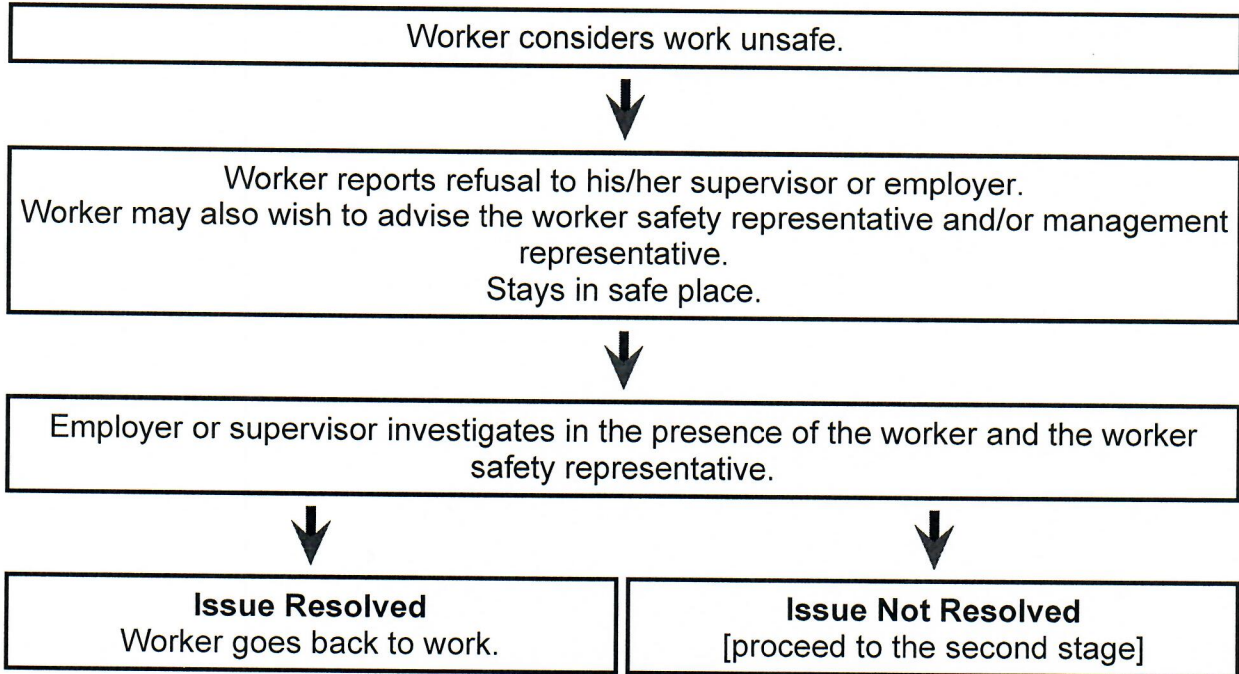 Worker considers work unsafe.
Worker reports refusal to his/her supervisor or employer.
Worker may also wish to advise the worker safety representative and/or management
representative.
Stays in safe place.
Employer or supervisor investigates in the presence of the worker and the worker
safety representative.
Issue Resolved
Worker goes back to work.
Issue Not Resolved
[proceed to the second stage]